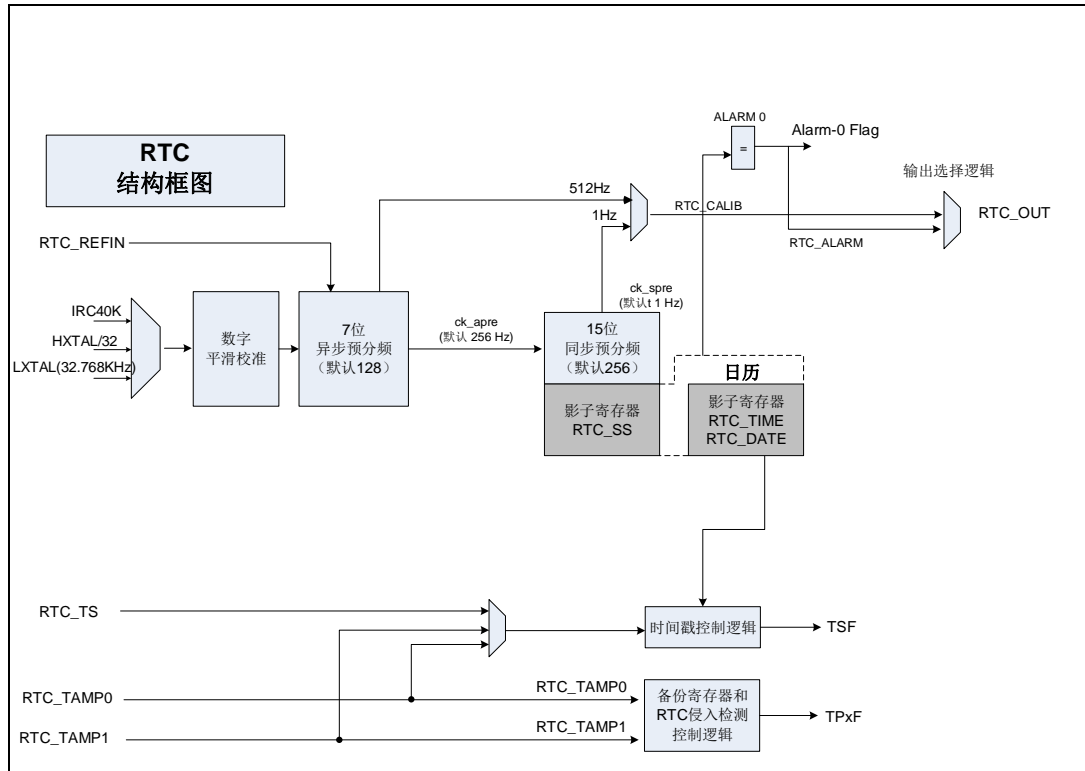 ALARM 0
=
Alarm-0 Flag
RTC
结构框图
输出选择逻辑
512Hz
RTC_CALIB
RTC_OUT
1Hz
RTC_REFIN
RTC_ALARM
ck_spre
(默认t 1 Hz)
IRC40K
HXTAL/32
LXTAL(32.768KHz)
数字
平滑校准
7位
异步预分频
(默认128)
ck_apre
(默认 256 Hz)
15位
同步预分频
(默认256)
影子寄存器
RTC_SS
日历
影子寄存器
RTC_TIME
RTC_DATE
RTC_TS
时间戳控制逻辑
TSF
RTC_TAMP0
RTC_TAMP0
RTC_TAMP1
RTC_TAMP1
备份寄存器和
RTC侵入检测
控制逻辑
TPxF